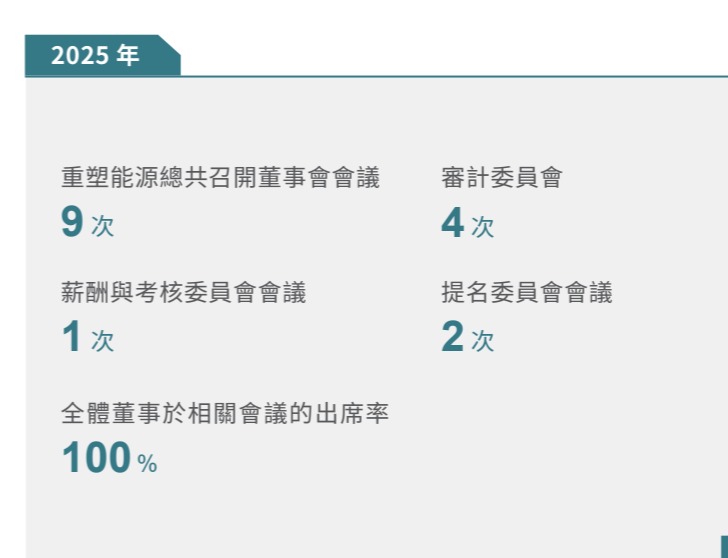 2025 年
重塑能源總共召開董事會會議
9 次
審計委員會
4 次
薪酬與考核委員會會議
1 次
提名委員會會議
2 次
全體董事於相關會議的出席率
100 %